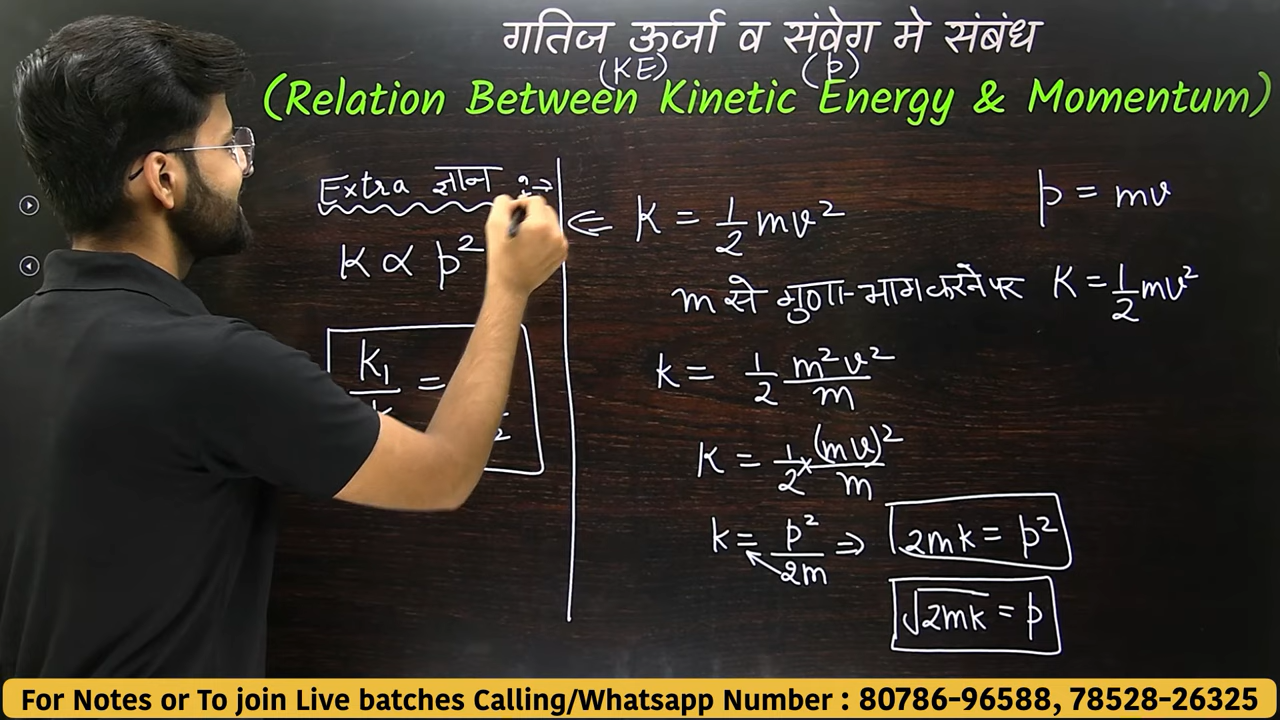 गतिज ऊर्जा व संवेग मे संबंध
(KE) (p)
(Relation Between Kinetic Energy & Momentum)
Extra ज्ञान :→
K ∝ p²
K₁ =
2
⇐ K = 1/2 mv²
p = mv
m से गुणा-भाग करने पर K = 1/2 mv²
k = 1/2 m²v²/m
K = 1/2 × (mv)²/m
k = p²/2m ⇒ 2mk = p²
√2mk = p
For Notes or To join Live batches Calling/Whatsapp Number : 80786-96588, 78528-26325